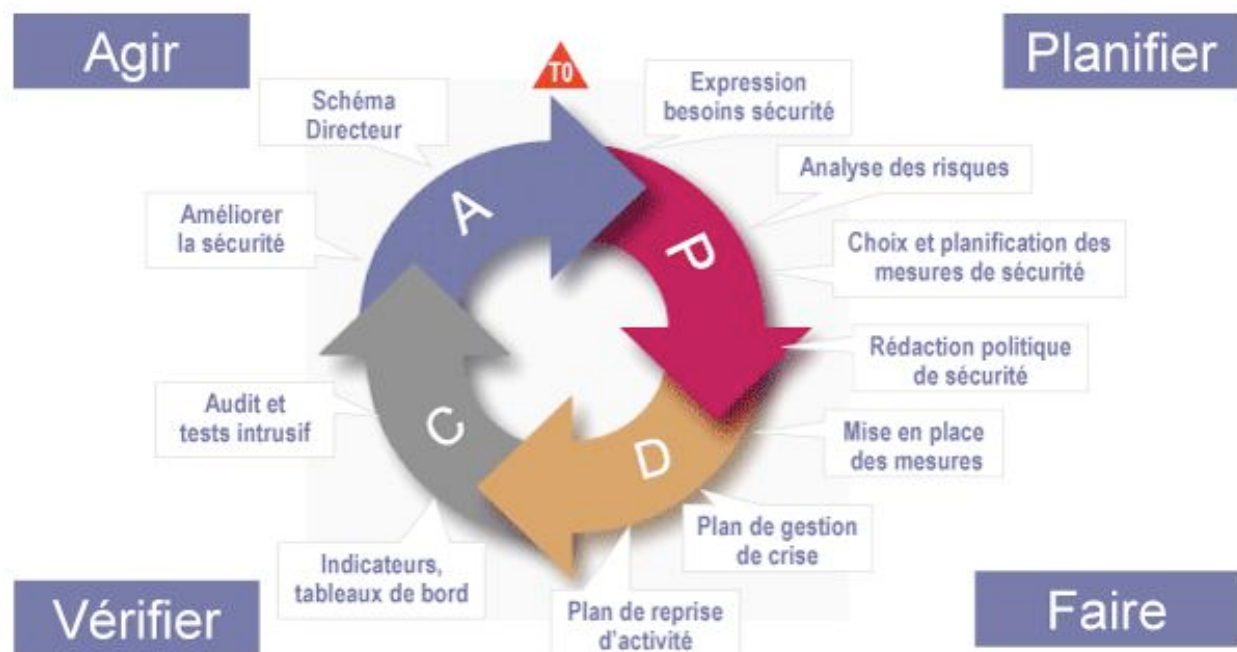 Agir
Planifier
T0
Schéma
Directeur
Expression
besoins sécurité
Analyse des risques
Améliorer
la sécurité
Choix et planification des
mesures de sécurité
A
P
Rédaction politique
de sécurité
Audit et
tests intrusif
C
D
Mise en place
des mesures
Plan de gestion
de crise
Indicateurs,
tableaux de bord
Plan de reprise
d'activité
Vérifier
Faire